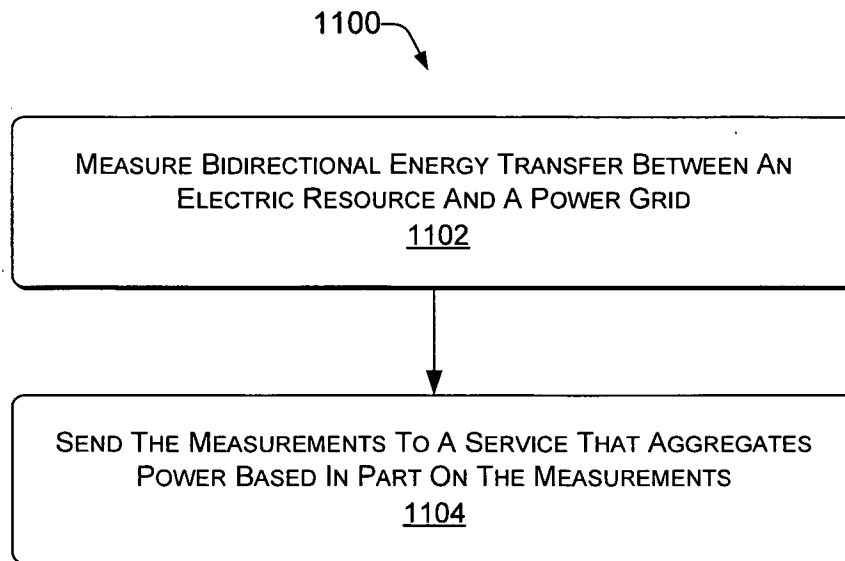 1100
MEASURE BIDIRECTIONAL ENERGY TRANSFER BETWEEN AN
ELECTRIC RESOURCE AND A POWER GRID
1102
SEND THE MEASUREMENTS TO A SERVICE THAT AGGREGATES
POWER BASED IN PART ON THE MEASUREMENTS
1104